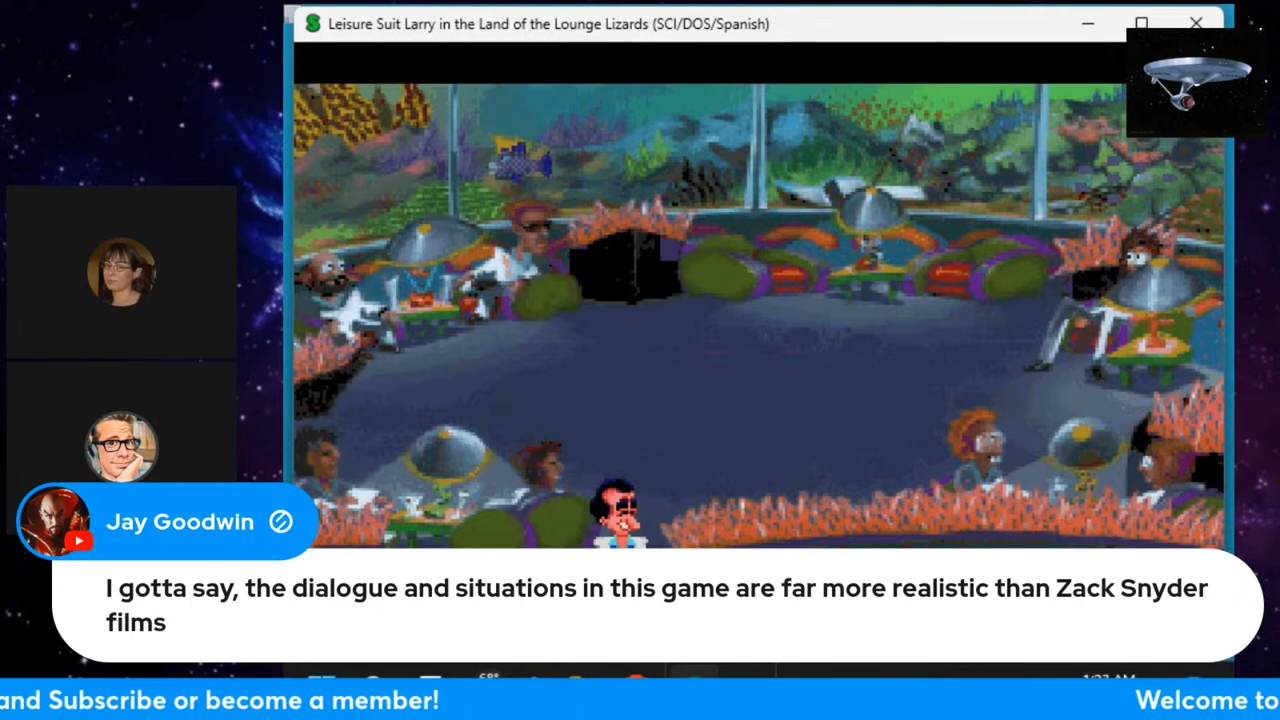 Leisure Suit Larry in the Land of the Lounge Lizards (SCI/DOS/Spanish)
Jay Goodwin
I gotta say, the dialogue and situations in this game are far more realistic than Zack Snyder
films
and Subscribe or become a member!
Welcome to